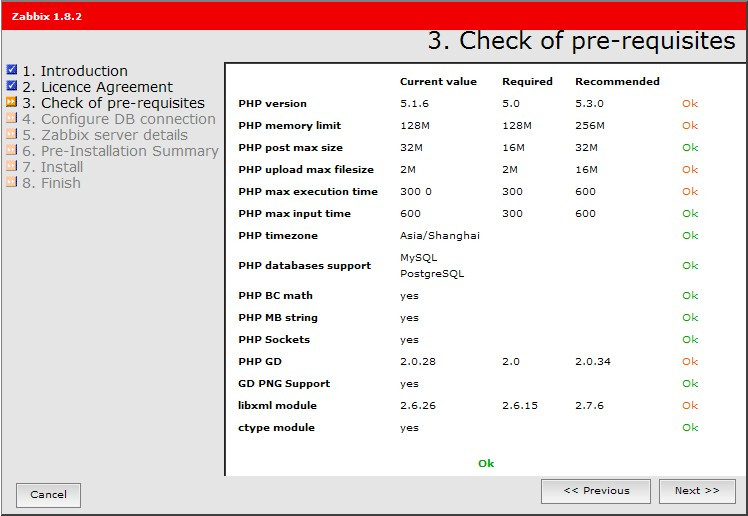 Zabbix 1.8.2
3. Check of pre-requisites
1. Introduction
2. Licence Agreement
3. Check of pre-requisites
4. Configure DB connection
5. Zabbix server details
6. Pre-Installation Summary
7. Install
8. Finish
Current value Required Recommended
PHP version 5.1.6 5.0 5.3.0 Ok
PHP memory limit 128M 128M 256M Ok
PHP post max size 32M 16M 32M Ok
PHP upload max filesize 2M 2M 16M Ok
PHP max execution time 300 0 300 600 Ok
PHP max input time 600 300 600 Ok
PHP timezone Asia/Shanghai Ok
PHP databases support MySQL
PostgreSQL Ok
PHP BC math yes Ok
PHP MB string yes Ok
PHP Sockets yes Ok
PHP GD 2.0.28 2.0 2.0.34 Ok
GD PNG Support yes Ok
libxml module 2.6.26 2.6.15 2.7.6 Ok
ctype module yes Ok
Ok
Cancel << Previous Next >>